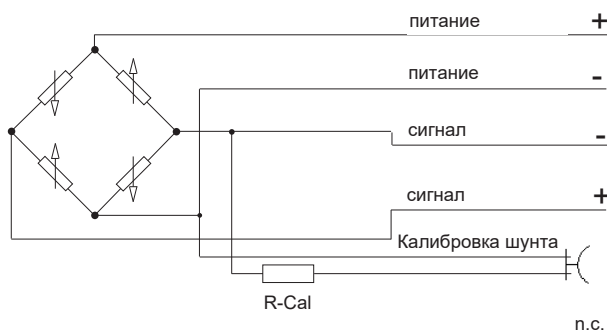 питание +
питание -
сигнал -
сигнал +
Калибровка шунта
R-Cal
n.c.